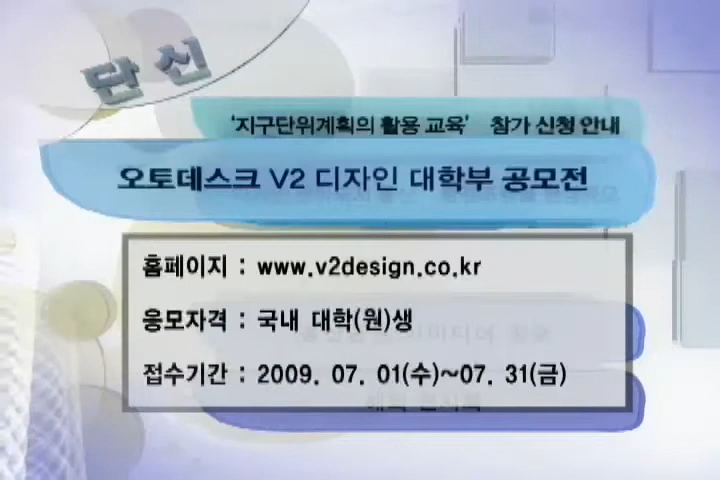 단신
‘지구단위계획의 활용 교육’ 참가 신청 안내
오토데스크 V2 디자인 대학부 공모전
홈페이지 : www.v2design.co.kr
응모자격 : 국내 대학(원)생
접수기간 : 2009. 07. 01(수)~07. 31(금)